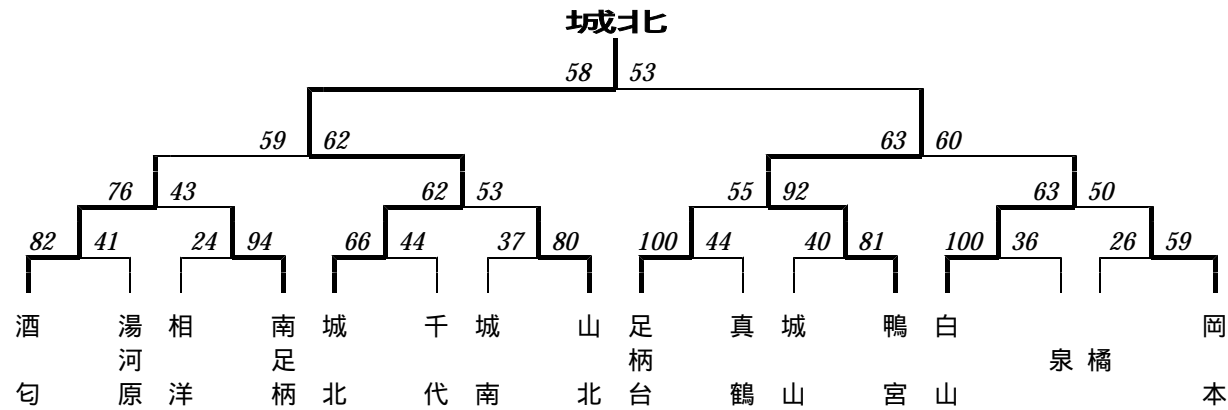 城北
58 53
59 62 63 60
76 43 62 53 55 92 63 50
82 41 24 94 66 44 37 80 100 44 40 81 100 36 26 59
酒匂 湯河原 相洋 南足柄 城北 千代 城南 山北 足柄台 真鶴 城山 鴨宮 白山 泉 橘 岡本